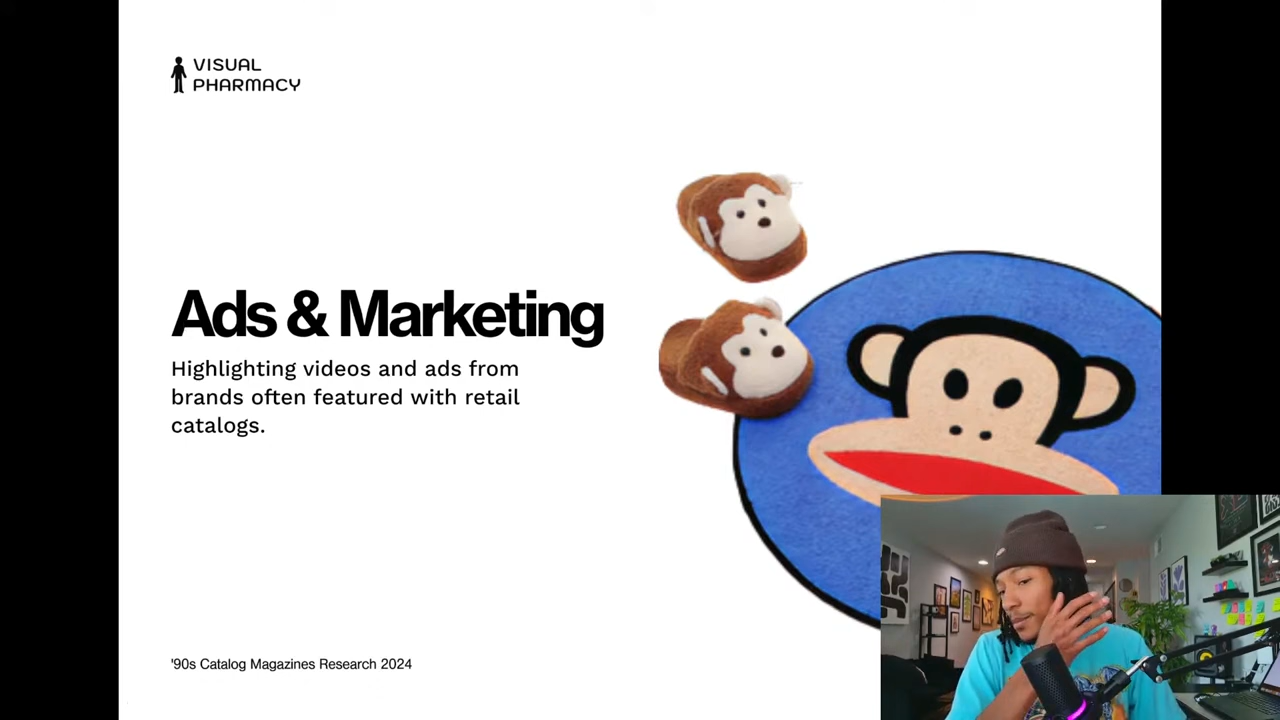 VISUAL
PHARMACY
Ads & Marketing
Highlighting videos and ads from
brands often featured with retail
catalogs.
'90s Catalog Magazines Research 2024